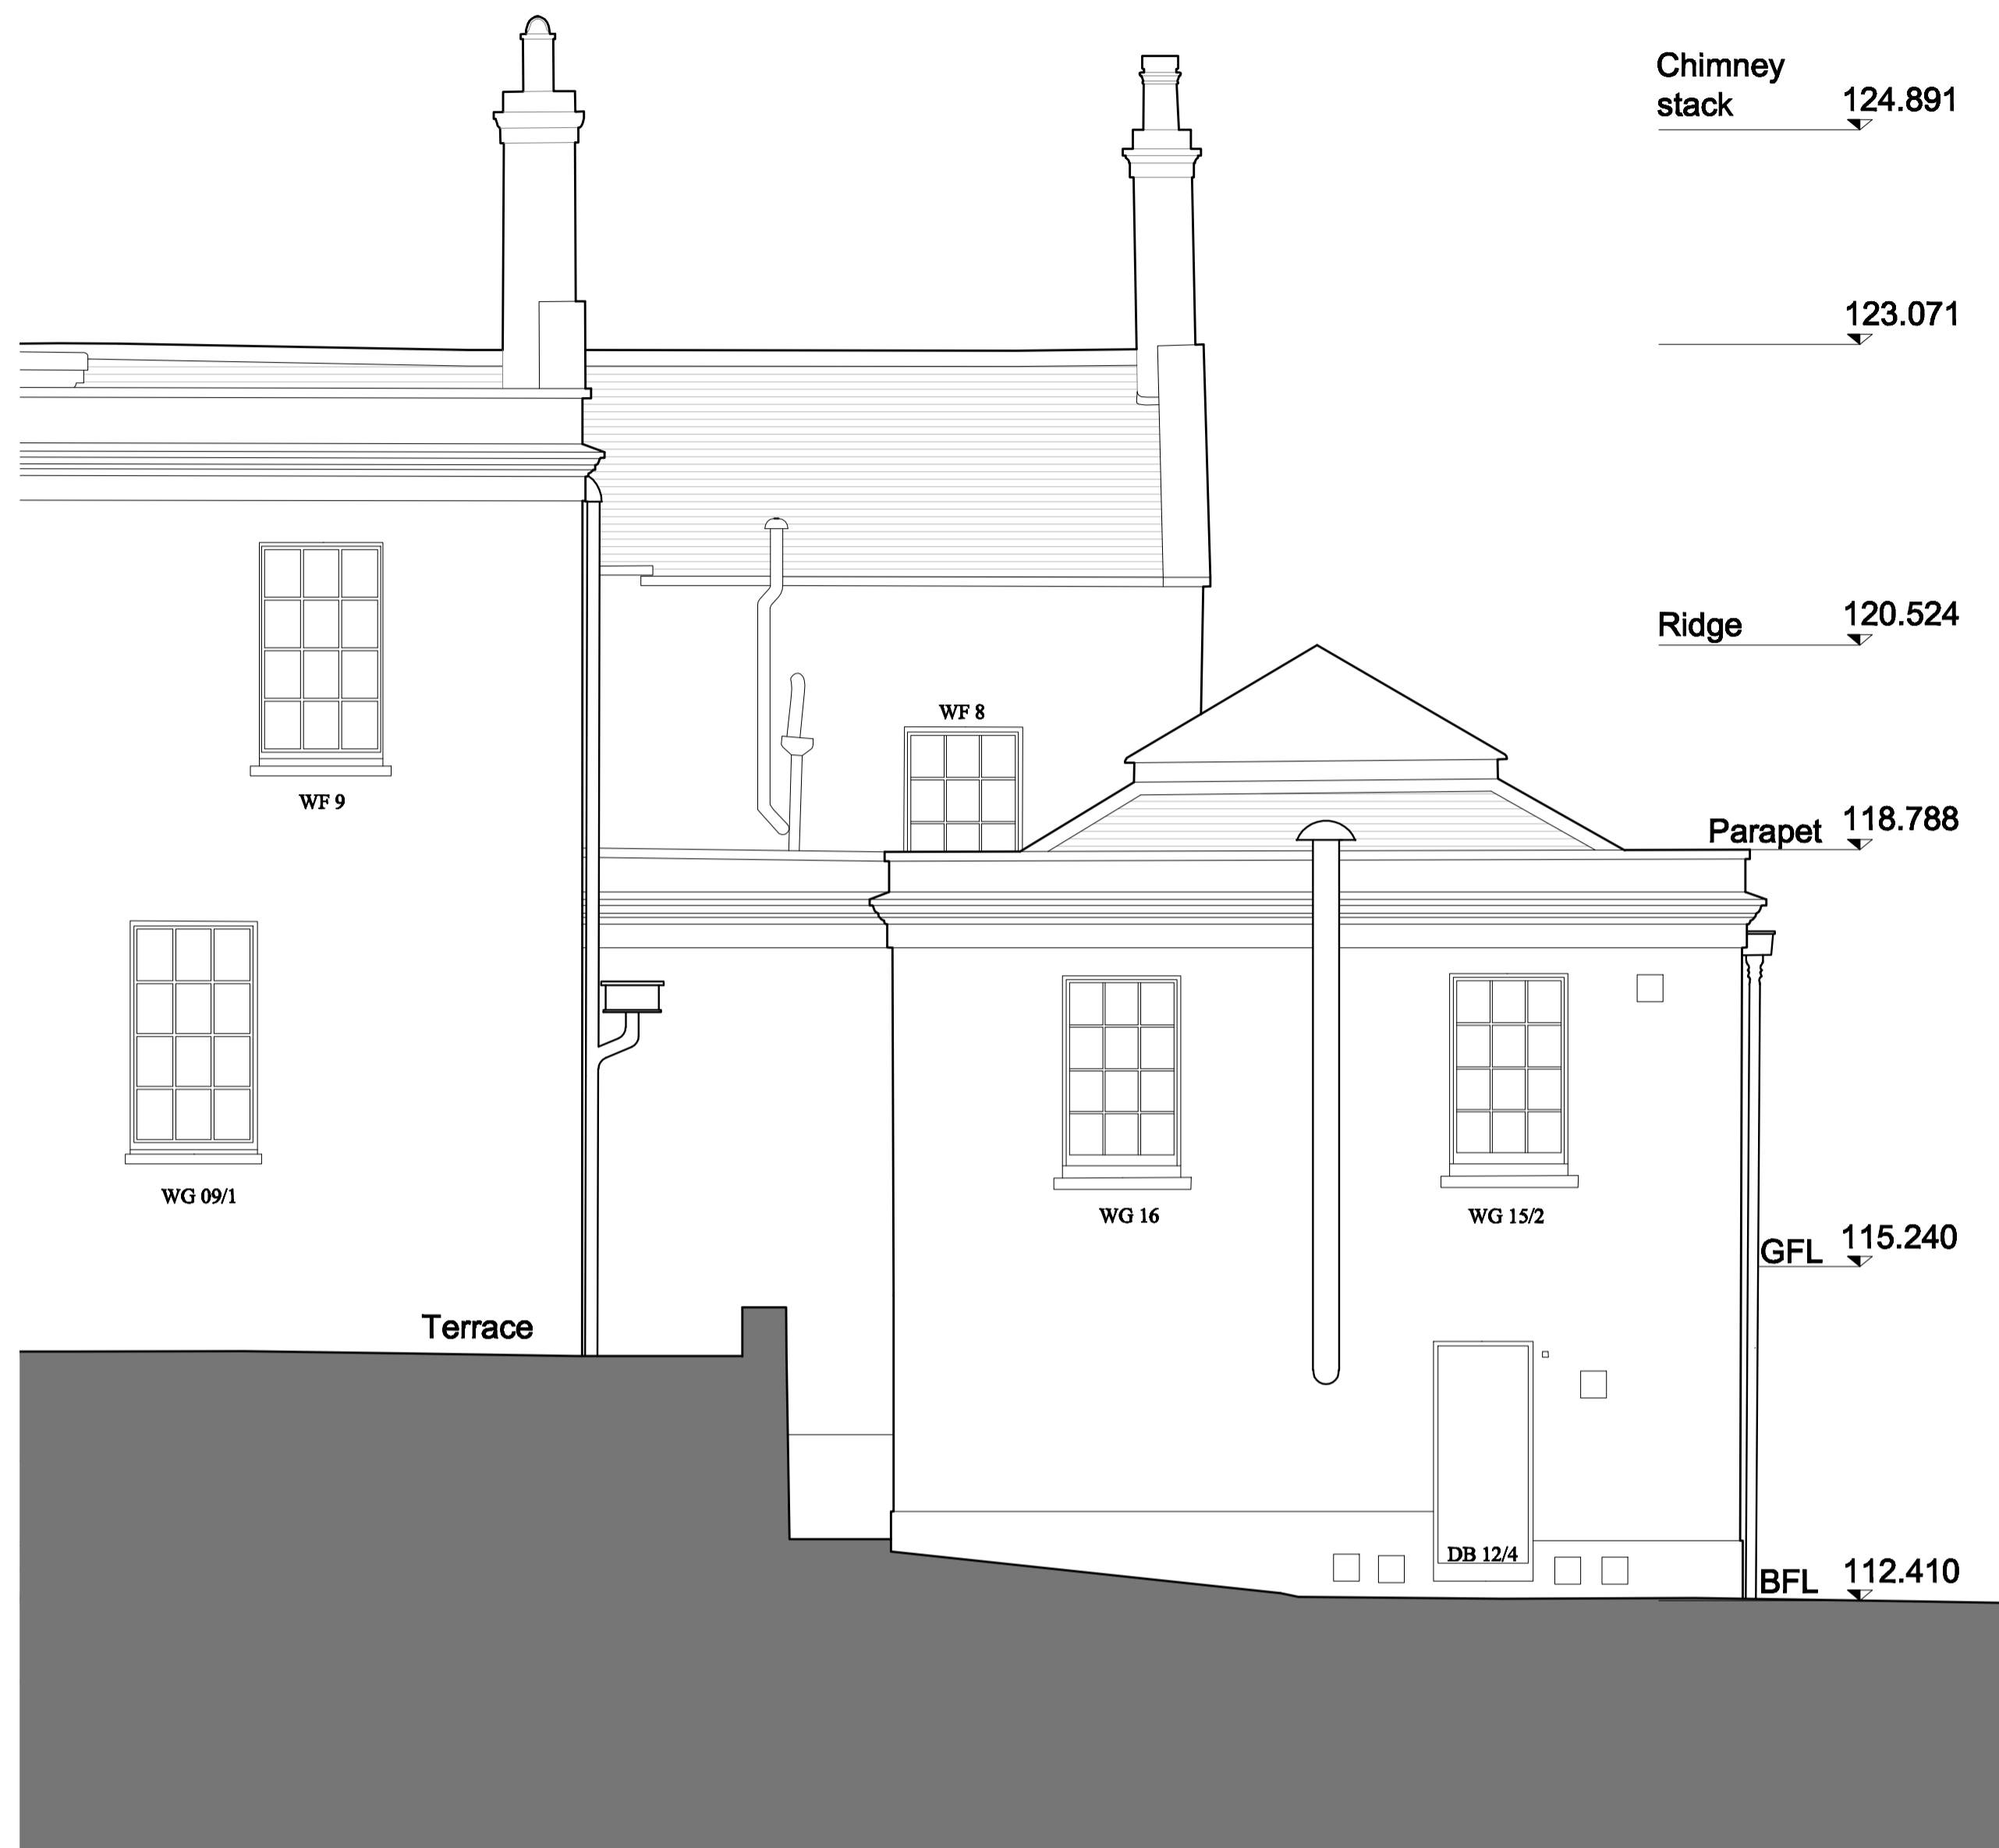 Chimney
stack 124.891
123.071
Ridge 120.524
WF 8
WF 9
Parapet 118.788
WG 09/1
WG 16
WG 15/2
GFL 115.240
Terrace
DB 12/4
BFL 112.410